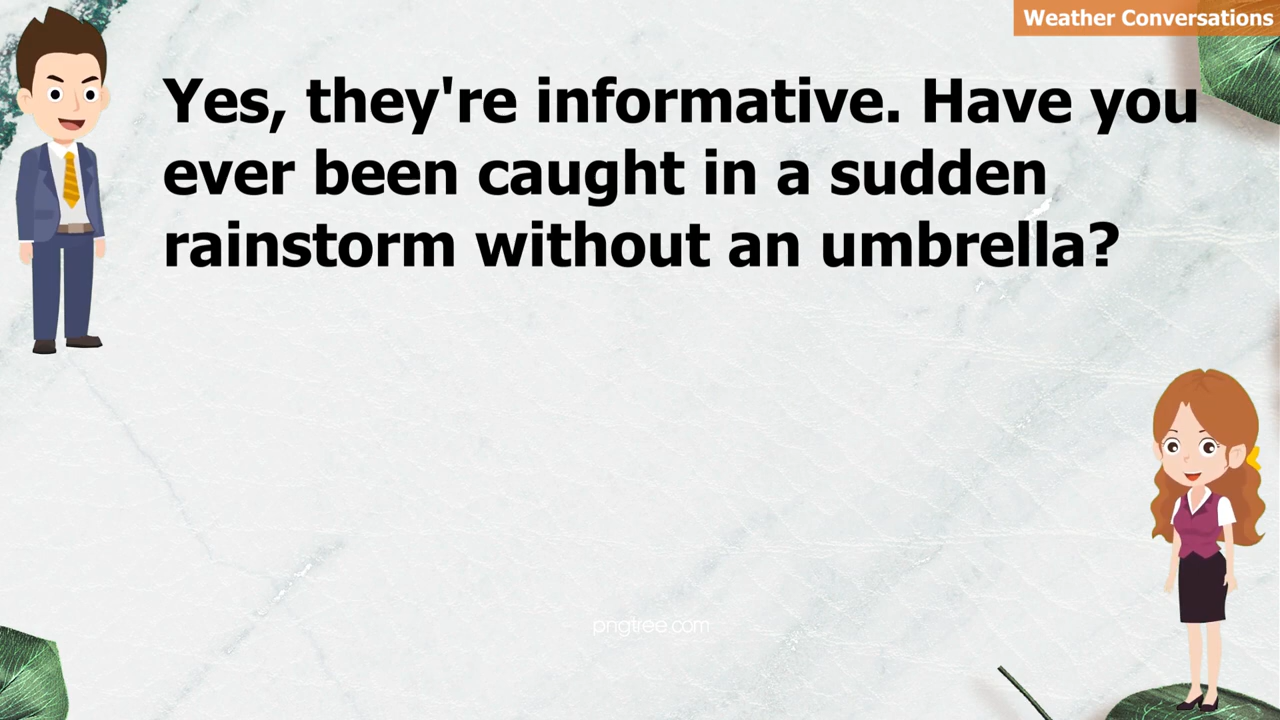 Weather Conversations
Yes, they're informative. Have you
ever been caught in a sudden
rainstorm without an umbrella?
pngtree.com